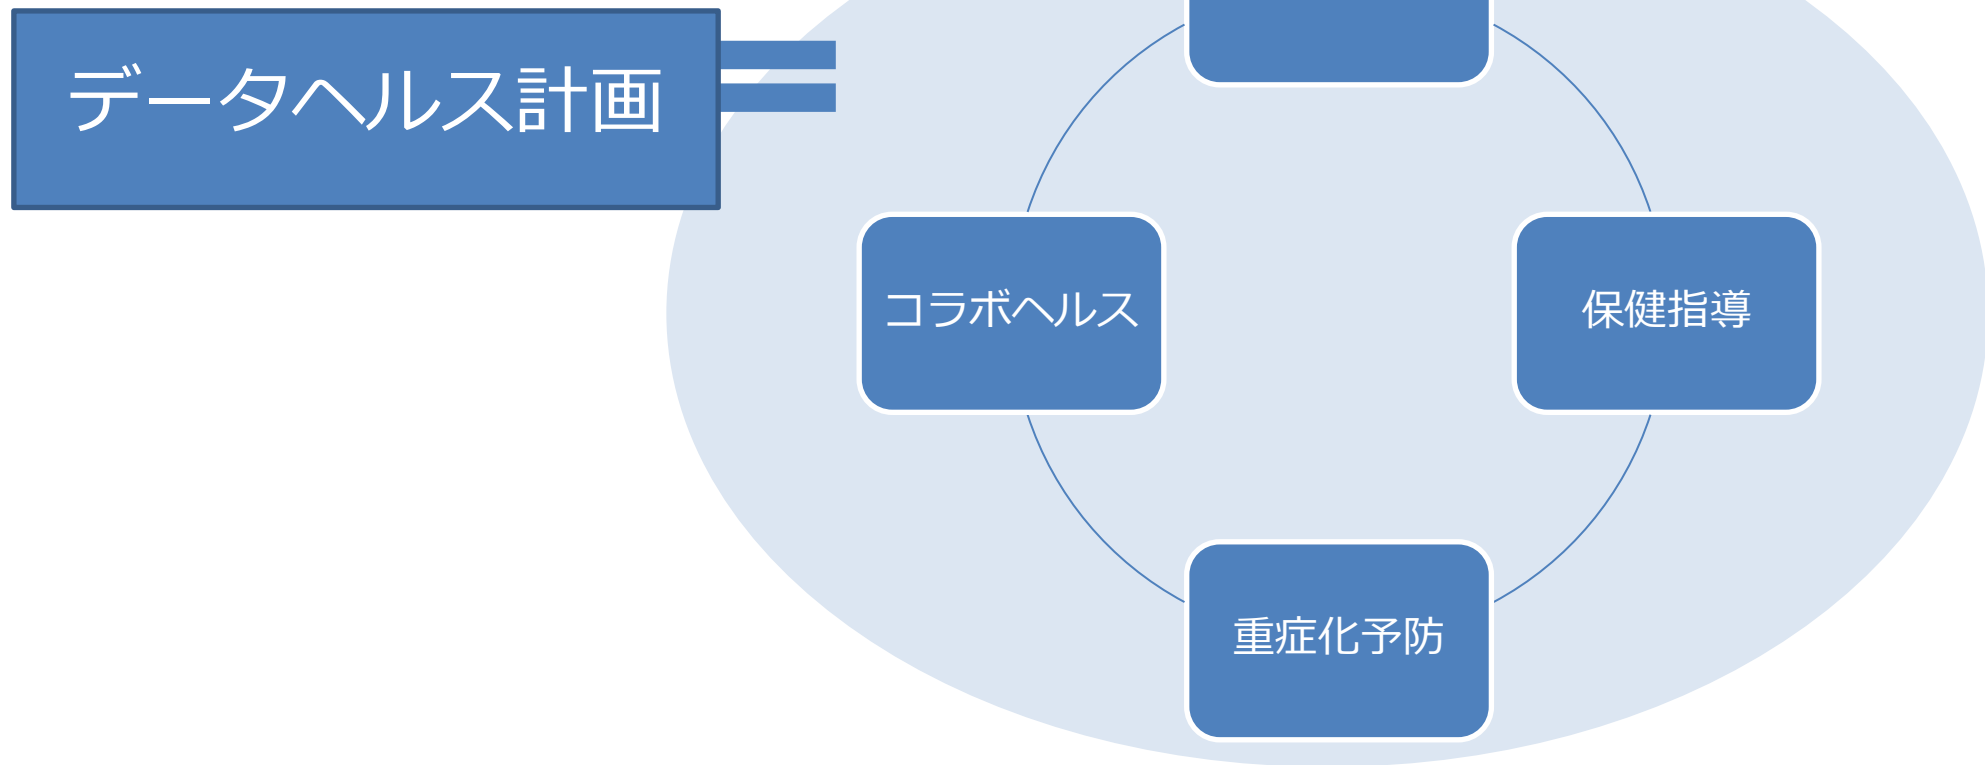 データヘルス計画
コラボヘルス
保健指導
重症化予防